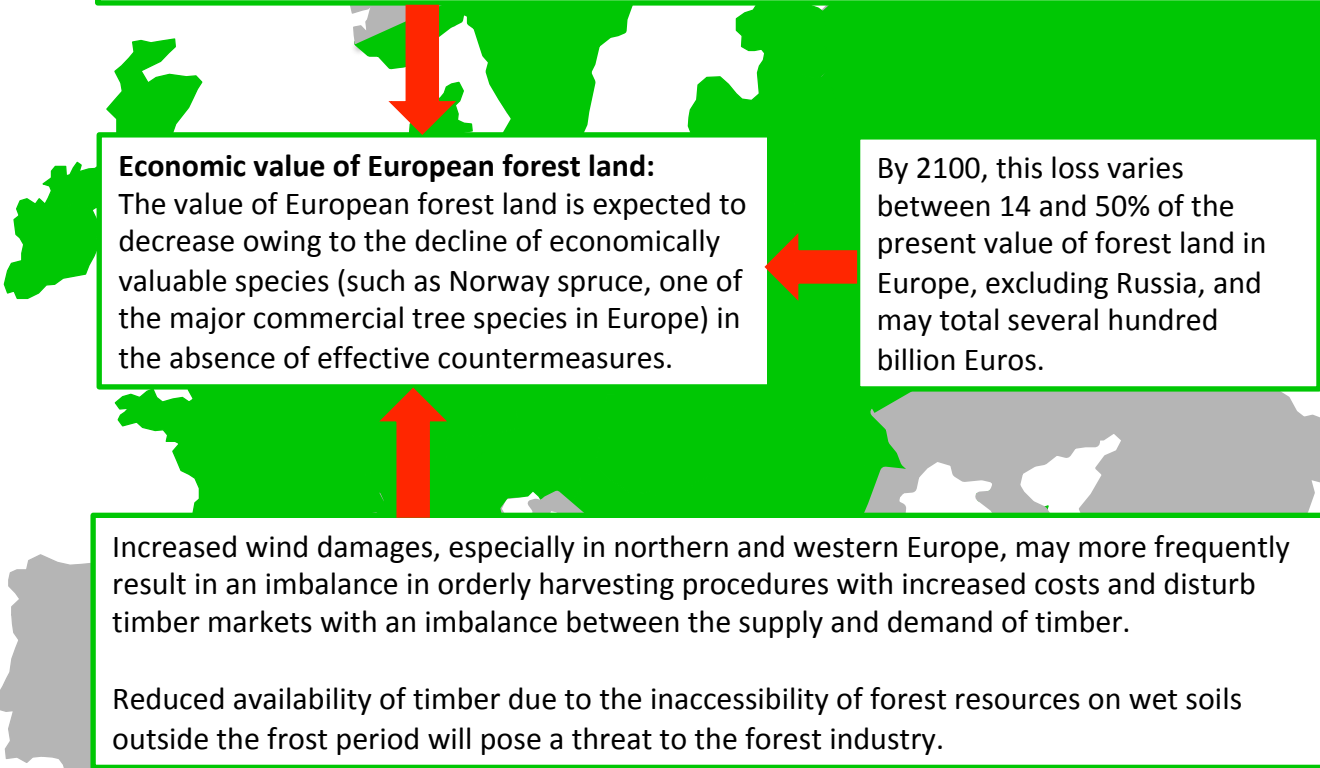 Economic value of European forest land:
The value of European forest land is expected to
decrease owing to the decline of economically
valuable species (such as Norway spruce, one of
the major commercial tree species in Europe) in
the absence of effective countermeasures.
By 2100, this loss varies
between 14 and 50% of the
present value of forest land in
Europe, excluding Russia, and
may total several hundred
billion Euros.
Increased wind damages, especially in northern and western Europe, may more frequently
result in an imbalance in orderly harvesting procedures with increased costs and disturb
timber markets with an imbalance between the supply and demand of timber.
Reduced availability of timber due to the inaccessibility of forest resources on wet soils
outside the frost period will pose a threat to the forest industry.